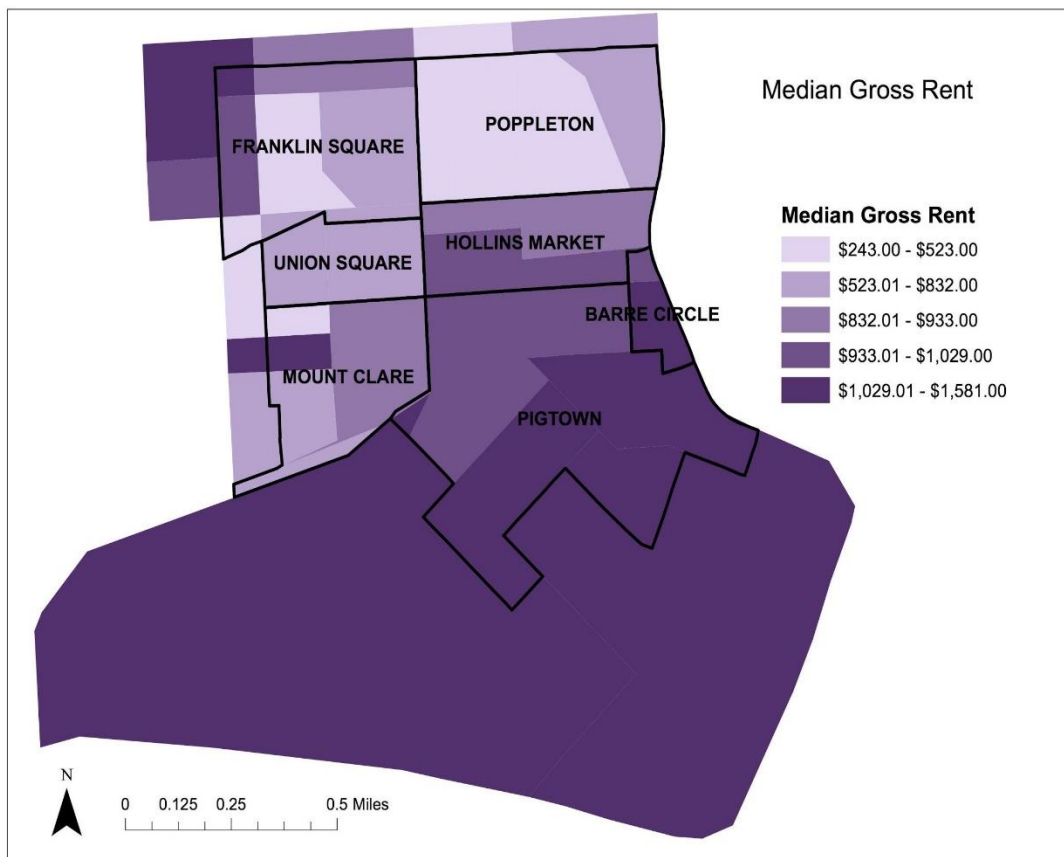 Median Gross Rent
POPPLETON
FRANKLIN SQUARE
HOLLINS MARKET
UNION SQUARE
BARRE CIRCLE
MOUNT CLARE
PIGTOWN
Median Gross Rent
$243.00 - $523.00
$523.01 - $832.00
$832.01 - $933.00
$933.01 - $1,029.00
$1,029.01 - $1,581.00
N
0 0.125 0.25 0.5 Miles